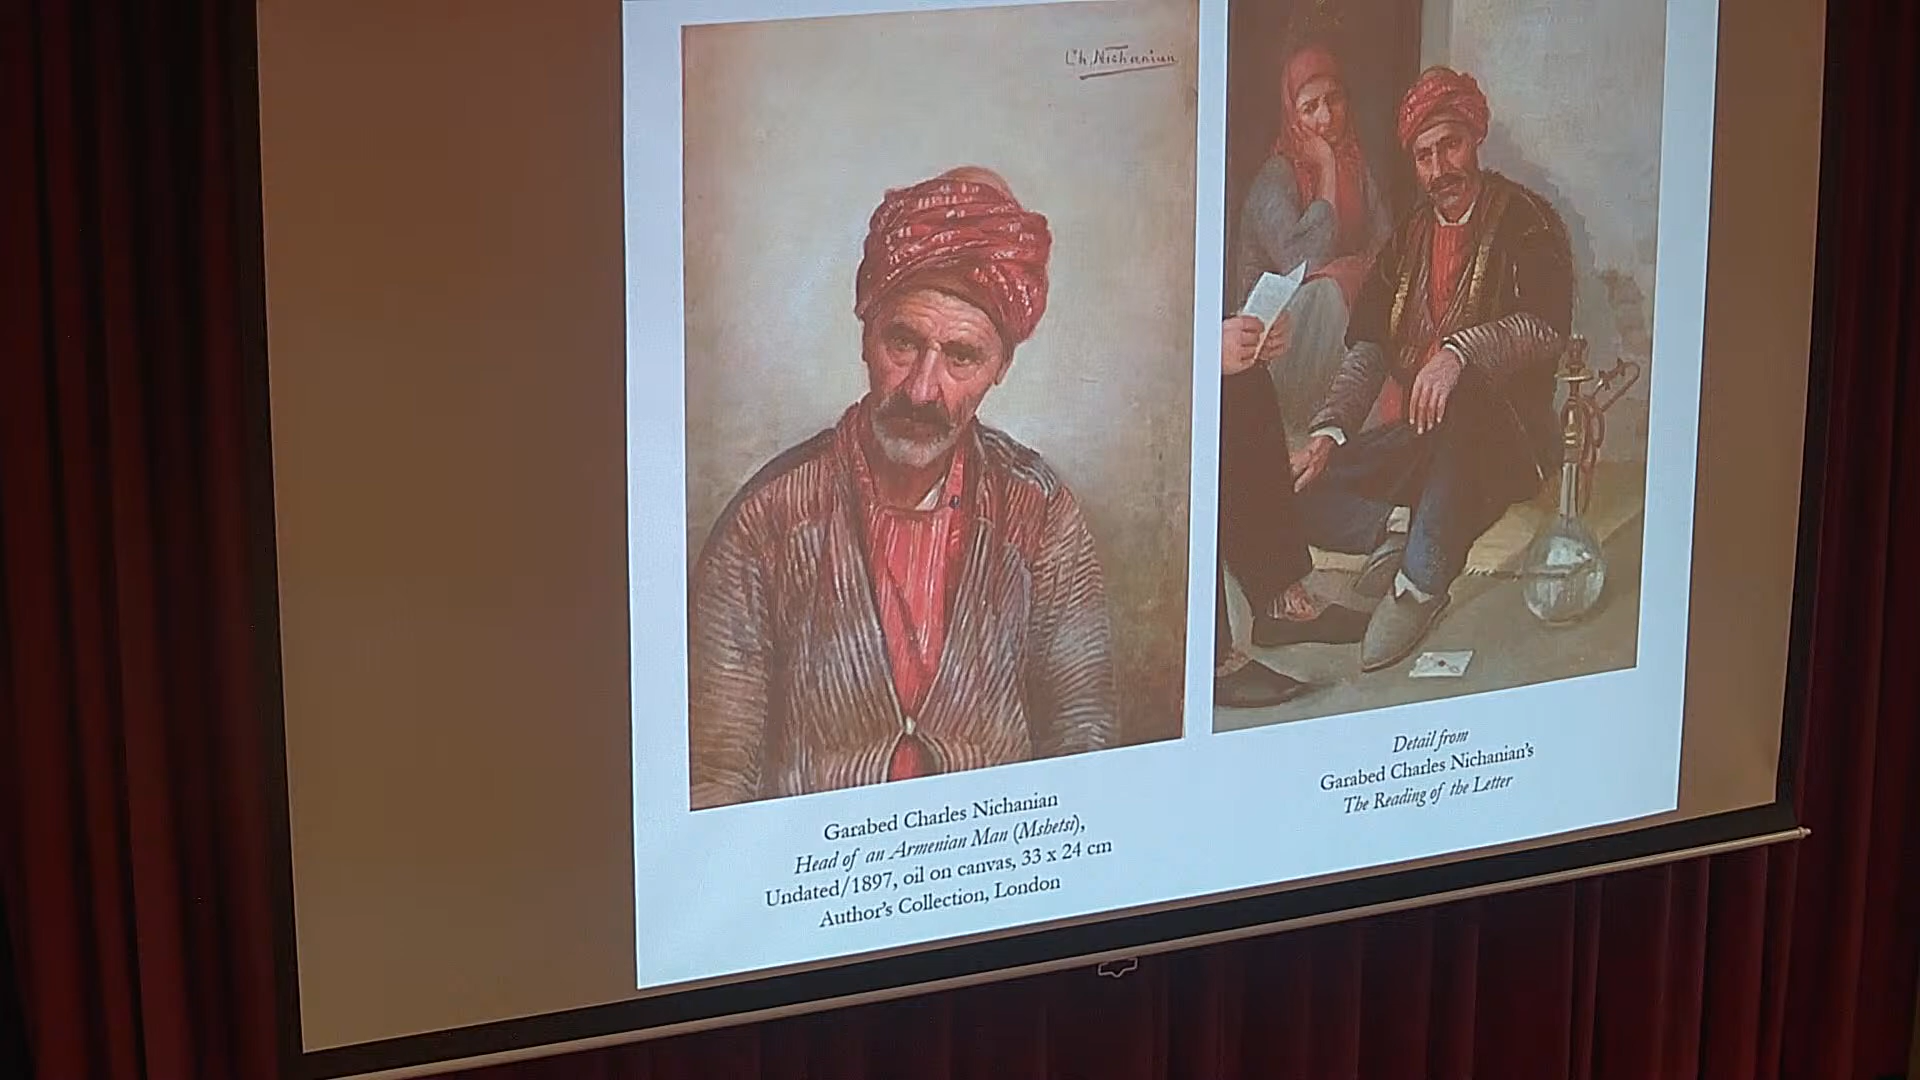 Ch. Nichanian
Garabed Charles Nichanian
Head of an Armenian Man (Mshetsi),
Undated/1897, oil on canvas, 33 x 24 cm
Author's Collection, London
Detail from
Garabed Charles Nichanian's
The Reading of the Letter